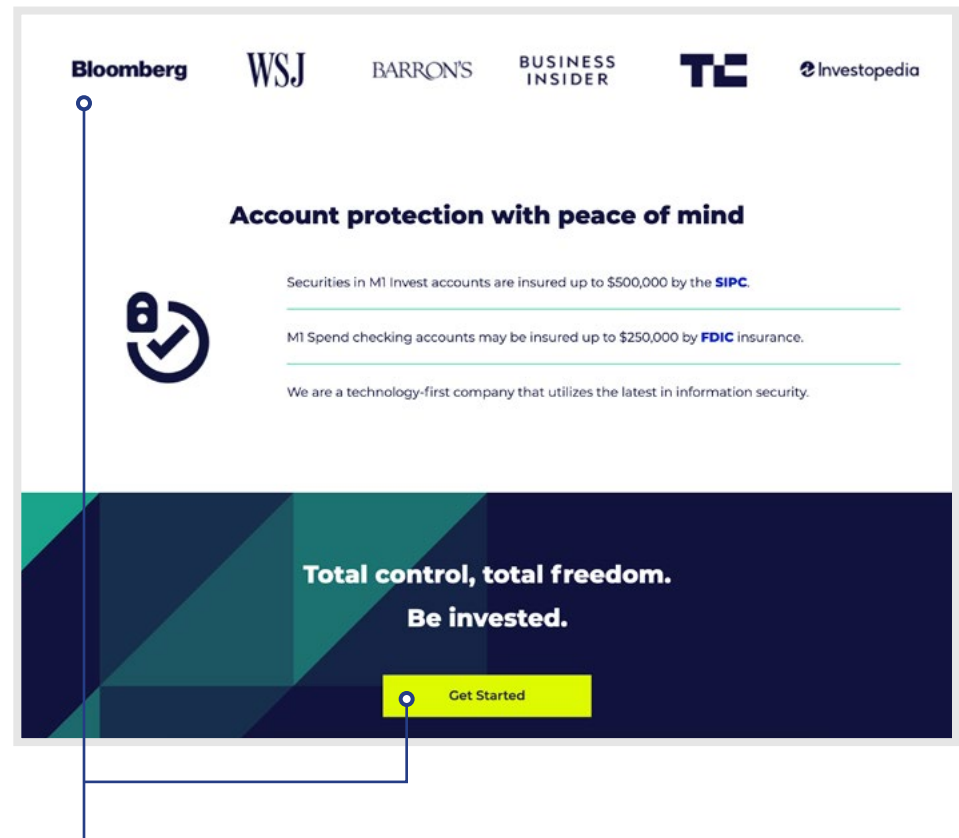 Bloomberg WSJ BARRON'S BUSINESS INSIDER TC Investopedia
Account protection with peace of mind
Securities in M1 Invest accounts are insured up to $500,000 by the SIPC.
M1 Spend checking accounts may be insured up to $250,000 by FDIC insurance.
We are a technology-first company that utilizes the latest in information security.
Total control, total freedom.
Be invested.
Get Started